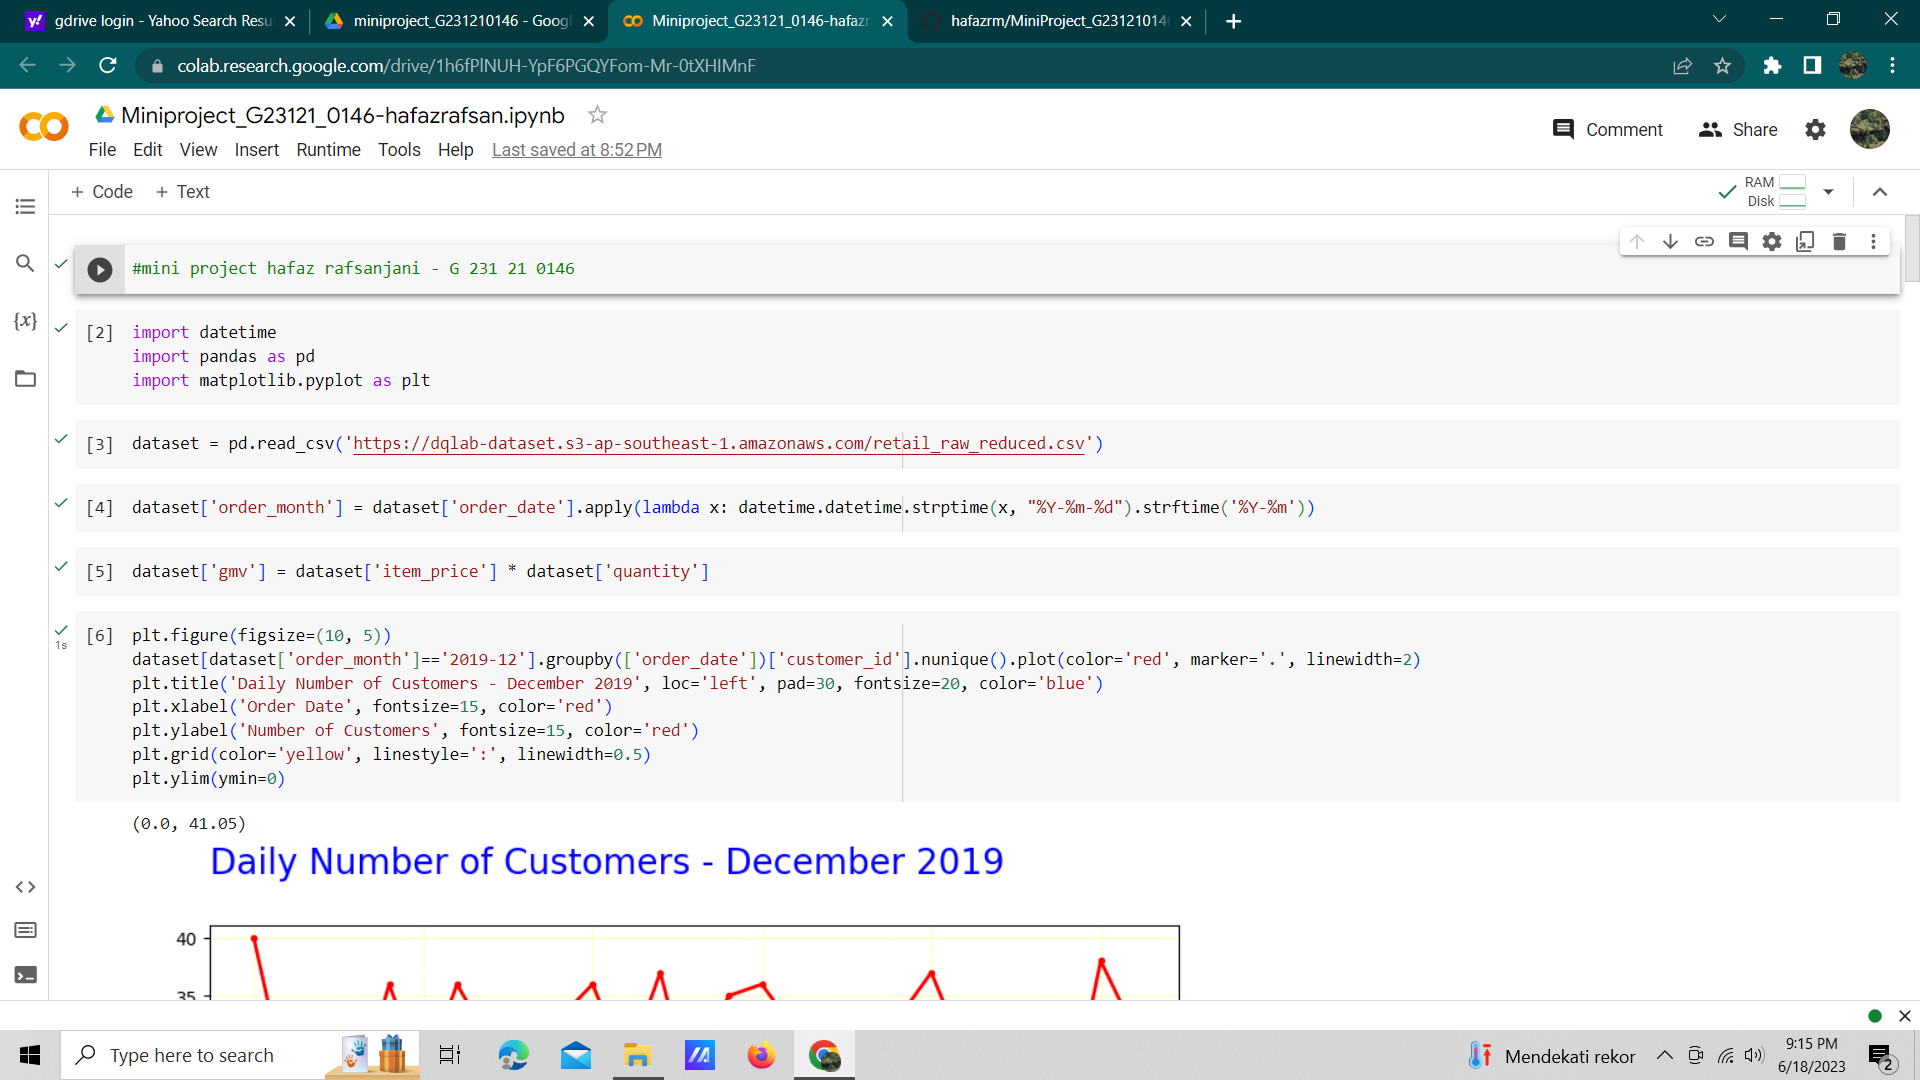 gdrive login - Yahoo Search Resu
miniproject_G231210146 - Googl
Miniproject_G23121_0146-hafazr
hafazrm/MiniProject_G23121014
colab.research.google.com/drive/1h6fPlNUH-YpF6PGQYFom-Mr-0tXHIMnF
Miniproject_G23121_0146-hafazrafsan.ipynb
Comment
Share
File Edit View Insert Runtime Tools Help Last saved at 8:52 PM
+ Code + Text
RAM
Disk
#mini project hafaz rafsanjani - G 231 21 0146
{x}
[2] import datetime
import pandas as pd
import matplotlib.pyplot as plt
[3] dataset = pd.read_csv('https://dqlab-dataset.s3-ap-southeast-1.amazonaws.com/retail_raw_reduced.csv')
[4] dataset['order_month'] = dataset['order_date'].apply(lambda x: datetime.datetime.strptime(x, "%Y-%m-%d").strftime('%Y-%m'))
[5] dataset['gmv'] = dataset['item_price'] * dataset['quantity']
1s
[6] plt.figure(figsize=(10, 5))
dataset[dataset['order_month']=='2019-12'].groupby(['order_date'])['customer_id'].nunique().plot(color='red', marker='.', linewidth=2)
plt.title('Daily Number of Customers - December 2019', loc='left', pad=30, fontsize=20, color='blue')
plt.xlabel('Order Date', fontsize=15, color='red')
plt.ylabel('Number of Customers', fontsize=15, color='red')
plt.grid(color='yellow', linestyle=':', linewidth=0.5)
plt.ylim(ymin=0)
(0.0, 41.05)
Daily Number of Customers - December 2019
40
35
Type here to search
Mendekati rekor
9:15 PM
6/18/2023
2